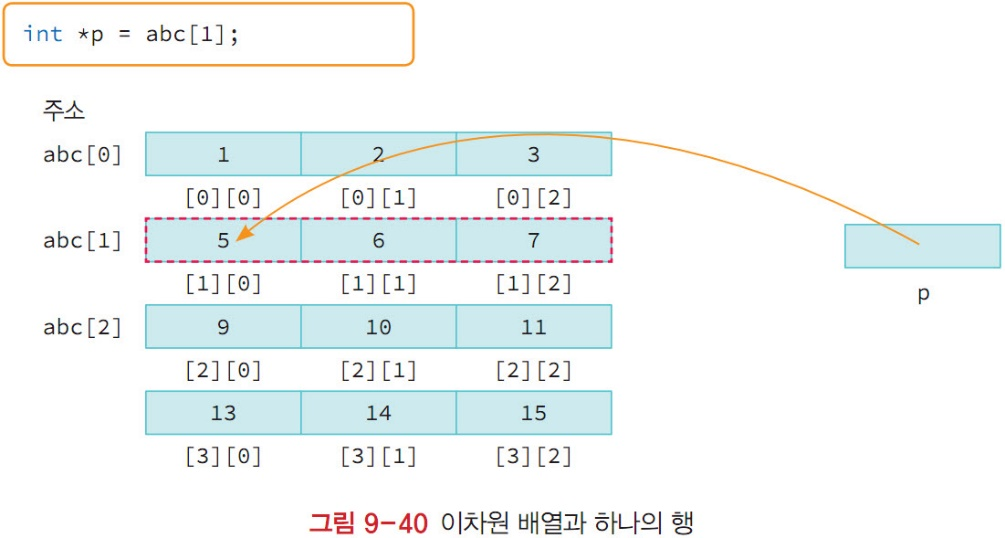 int *p = abc[1];
주소
abc[0] 1 2 3
[0][0] [0][1] [0][2]
abc[1] 5 6 7
[1][0] [1][1] [1][2]
p
abc[2] 9 10 11
[2][0] [2][1] [2][2]
13 14 15
[3][0] [3][1] [3][2]
그림 9-40 이차원 배열과 하나의 행